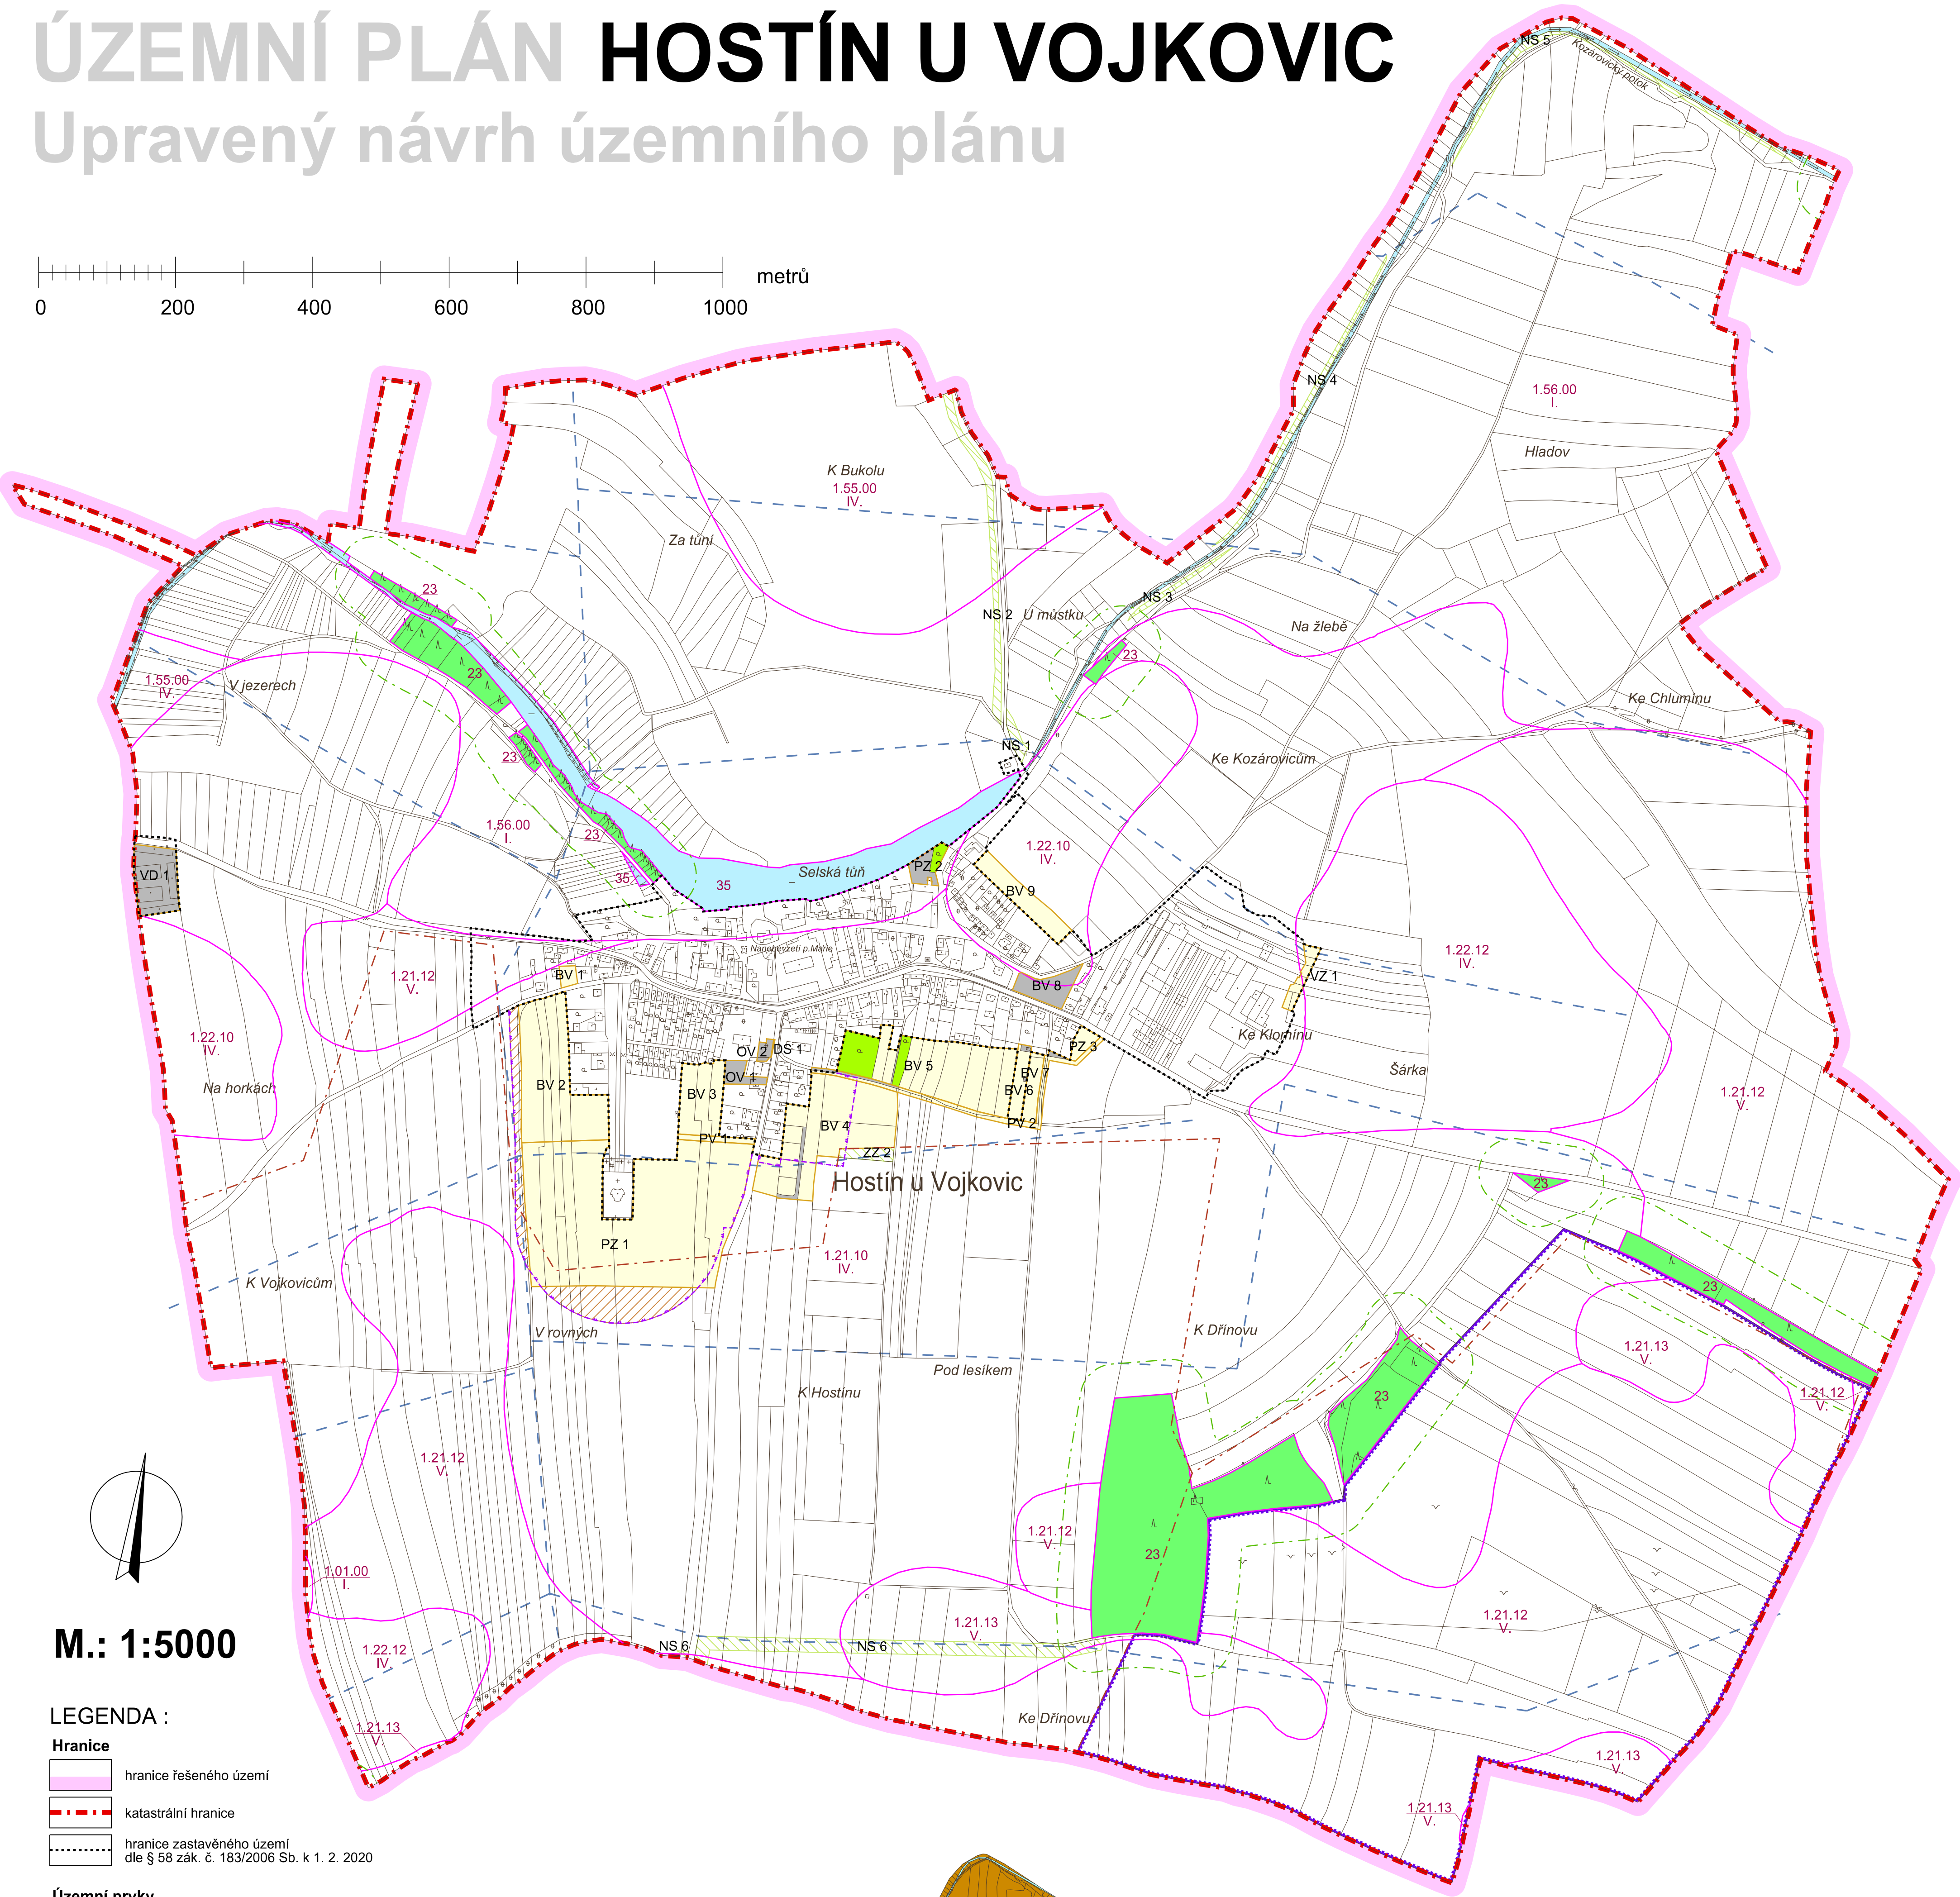 ÚZEMNÍ PLÁN HOSTÍN U VOJKOVIC
Upravený návrh územního plánu
metrů
0 200 400 600 800 1000
NS 5
Kozárovický potok
NS 4
1.56.00
I.
Hladov
K Bukolu
1.55.00
IV.
Za tůní
23
NS 2
U můstku
NS 3
Na žlebě
23
23
1.55.00
IV.
V jezerech
Ke Chlumínu
NS 1
Ke Kozárovicům
23
1.56.00
I.
23
1.22.10
IV.
VD 1
35
35
Selská tůň
PZ 2
BV 9
Nanebevzetí p.Marie
1.22.12
IV.
BV 1
1.21.12
V.
BV 8
VZ 1
1.22.10
IV.
Ke Klomínu
PZ 3
OV 2
DS 1
BV 5
BV 7
BV 6
OV 1
Šárka
Na horkách
BV 2
BV 3
1.21.12
V.
PV 1
BV 4
PV 2
ZZ 2
Hostín u Vojkovic
23
PZ 1
1.21.10
IV.
K Vojkovicům
23
V rovných
K Dřínovu
1.21.13
V.
Pod lesíkem
K Hostínu
23
1.21.12
V.
1.21.12
V.
1.21.12
V.
23
1.01.00
I.
1.21.13
V.
1.21.12
V.
NS 6
NS 6
1.22.12
IV.
M.: 1:5000
Ke Dřínovu
1.21.13
V.
1.21.13
V.
1.21.13
V.
LEGENDA :
Hranice
hranice řešeného území
katastrální hranice
hranice zastavěného území
dle § 58 zák. č. 183/2006 Sb. k 1. 2. 2020
Územní prvky